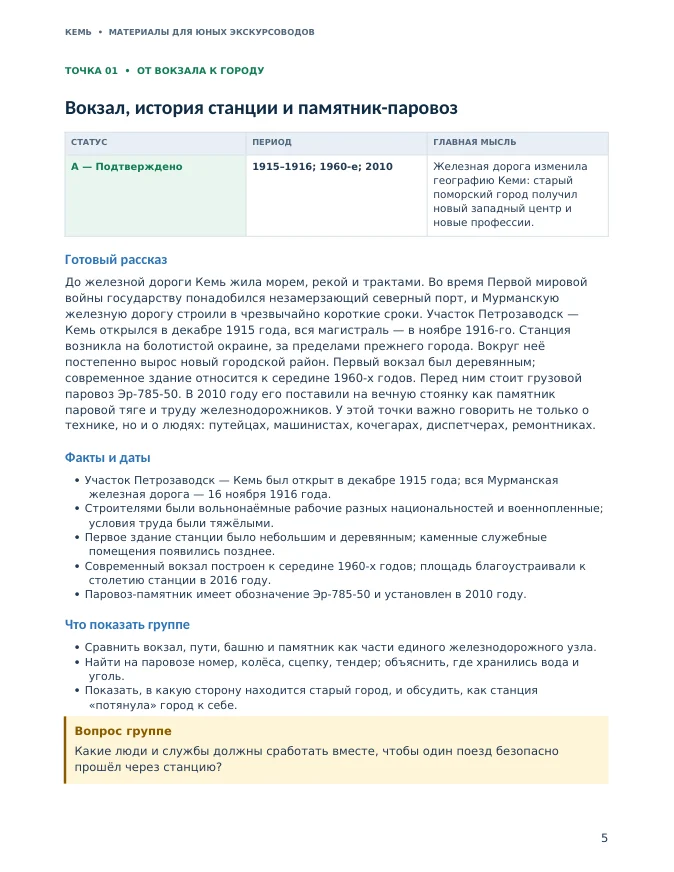 КЕМЬ • МАТЕРИАЛЫ ДЛЯ ЮНЫХ ЭКСКУРСОВОДОВ
ТОЧКА 01 • ОТ ВОКЗАЛА К ГОРОДУ
Вокзал, история станции и памятник-паровоз
СТАТУС
ПЕРИОД
ГЛАВНАЯ МЫСЛЬ
А — Подтверждено
1915–1916; 1960-е; 2010
Железная дорога изменила
географию Кеми: старый
поморский город получил
новый западный центр и
новые профессии.
Готовый рассказ
До железной дороги Кемь жила морем, рекой и трактами. Во время Первой мировой
войны государству понадобился незамерзающий северный порт, и Мурманскую
железную дорогу строили в чрезвычайно короткие сроки. Участок Петрозаводск —
Кемь открылся в декабре 1915 года, вся магистраль — в ноябре 1916-го. Станция
возникла на болотистой окраине, за пределами прежнего города. Вокруг неё
постепенно вырос новый городской район. Первый вокзал был деревянным;
современное здание относится к середине 1960-х годов. Перед ним стоит грузовой
паровоз Эр-785-50. В 2010 году его поставили на вечную стоянку как памятник
паровой тяге и труду железнодорожников. У этой точки важно говорить не только о
технике, но и о людях: путейцах, машинистах, кочегарах, диспетчерах, ремонтниках.
Факты и даты
• Участок Петрозаводск — Кемь был открыт в декабре 1915 года; вся Мурманская
железная дорога — 16 ноября 1916 года.
• Строителями были вольнонаёмные рабочие разных национальностей и военнопленные;
условия труда были тяжёлыми.
• Первое здание станции было небольшим и деревянным; каменные служебные
помещения появились позднее.
• Современный вокзал построен к середине 1960-х годов; площадь благоустраивали к
столетию станции в 2016 году.
• Паровоз-памятник имеет обозначение Эр-785-50 и установлен в 2010 году.
Что показать группе
• Сравнить вокзал, пути, башню и памятник как части единого железнодорожного узла.
• Найти на паровозе номер, колёса, сцепку, тендер; объяснить, где хранились вода и
уголь.
• Показать, в какую сторону находится старый город, и обсудить, как станция
«потянула» город к себе.
Вопрос группе
Какие люди и службы должны сработать вместе, чтобы один поезд безопасно
прошёл через станцию?
5